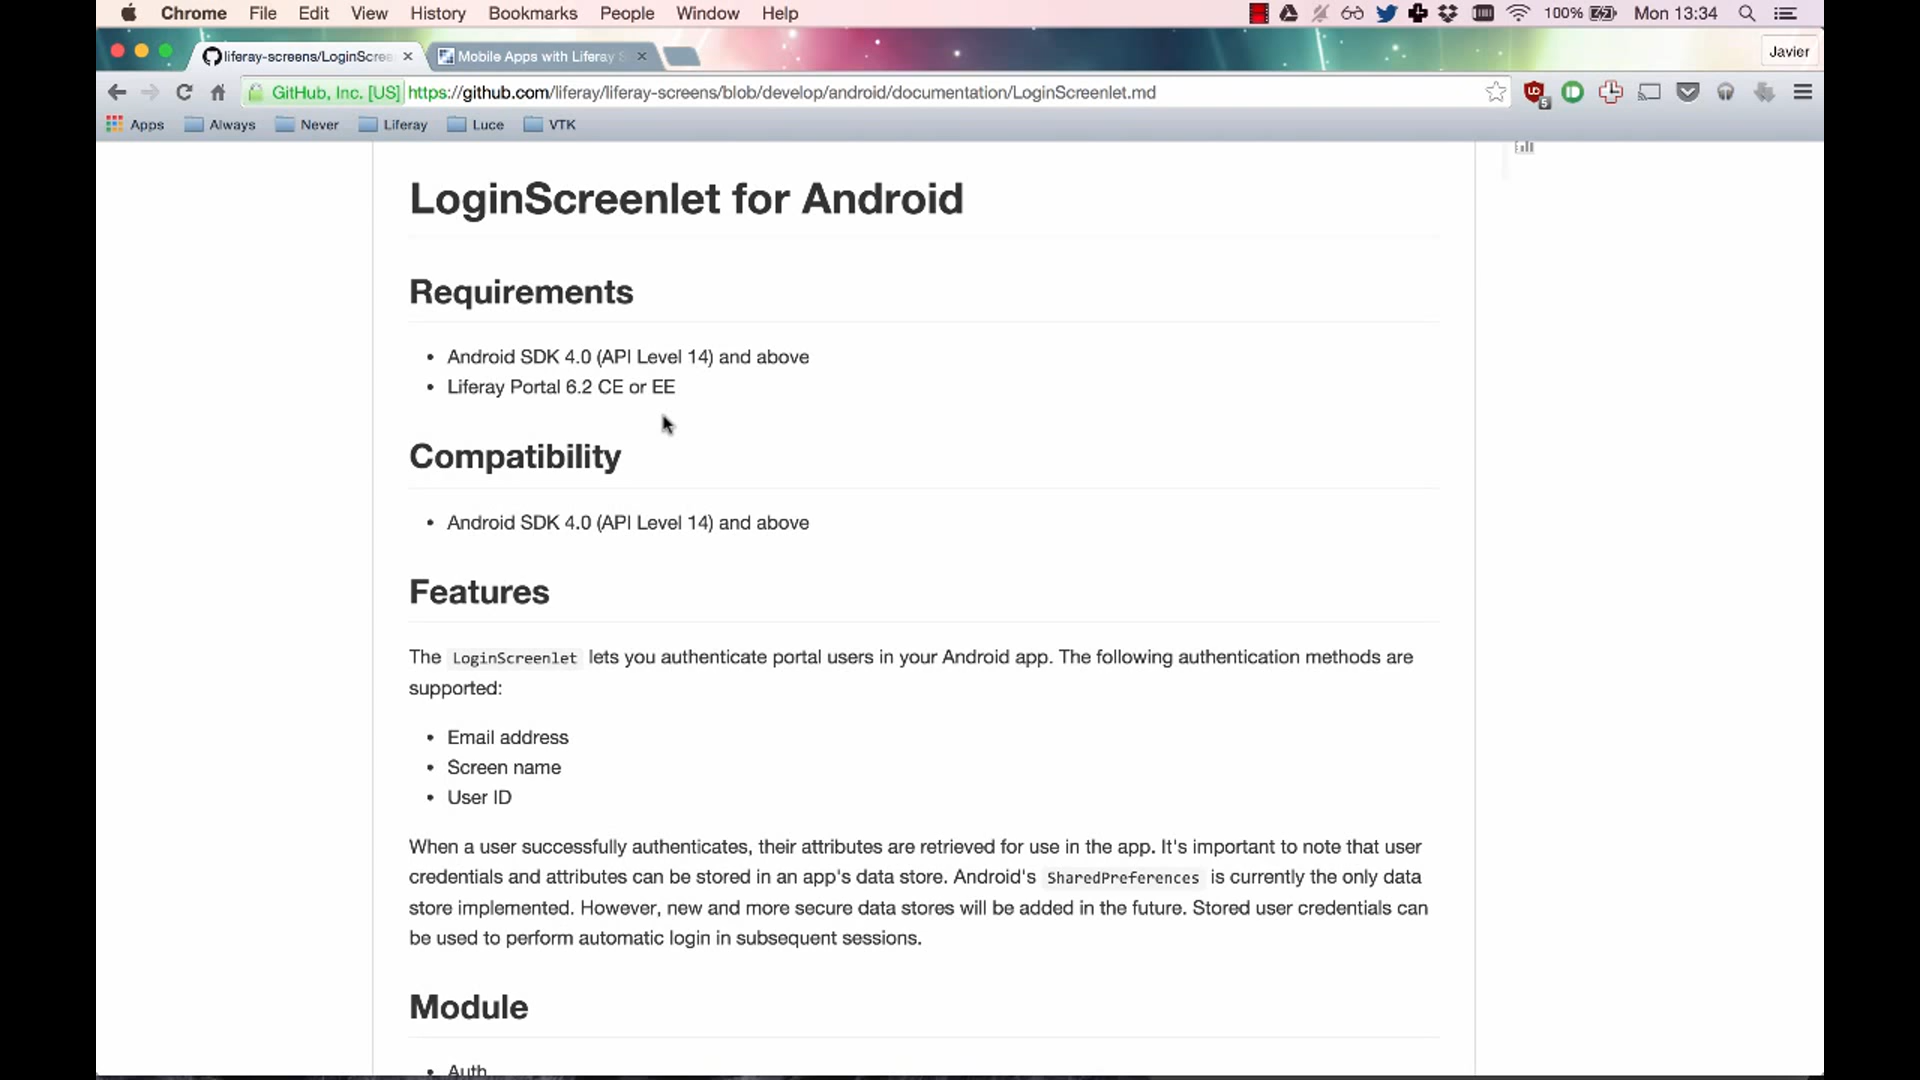 Chrome File Edit View History Bookmarks People Window Help 100% Mon 13:34
liferay-screens/LoginScree Mobile Apps with Liferay Javier
GitHub, Inc. [US] https://github.com/liferay/liferay-screens/blob/develop/android/documentation/LoginScreenlet.md 5
Apps Always Never Liferay Luce VTK
LoginScreenlet for Android
Requirements
• Android SDK 4.0 (API Level 14) and above
• Liferay Portal 6.2 CE or EE
Compatibility
• Android SDK 4.0 (API Level 14) and above
Features
The LoginScreenlet lets you authenticate portal users in your Android app. The following authentication methods are
supported:
• Email address
• Screen name
• User ID
When a user successfully authenticates, their attributes are retrieved for use in the app. It's important to note that user
credentials and attributes can be stored in an app's data store. Android's SharedPreferences is currently the only data
store implemented. However, new and more secure data stores will be added in the future. Stored user credentials can
be used to perform automatic login in subsequent sessions.
Module
• Auth